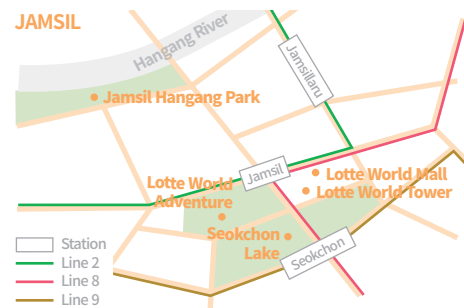 JAMSIL
Hangang River
Jamsillaru
Jamsil Hangang Park
Jamsil
Lotte World Mall
Lotte World Tower
Lotte World
Adventure
Seokchon
Lake
Seokchon
Station
Line 2
Line 8
Line 9